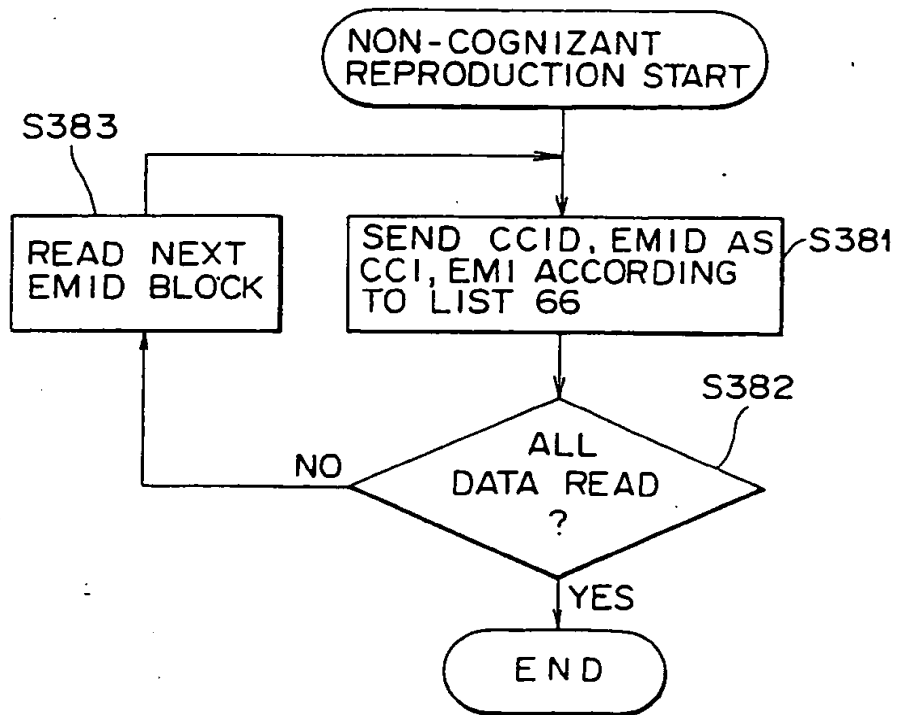 NON-COGNIZANT
REPRODUCTION START
S383
READ NEXT
EMID BLOCK
SEND CCID, EMID AS
CCI, EMI ACCORDING
TO LIST 66
S381
S382
ALL
DATA READ
?
NO
YES
END